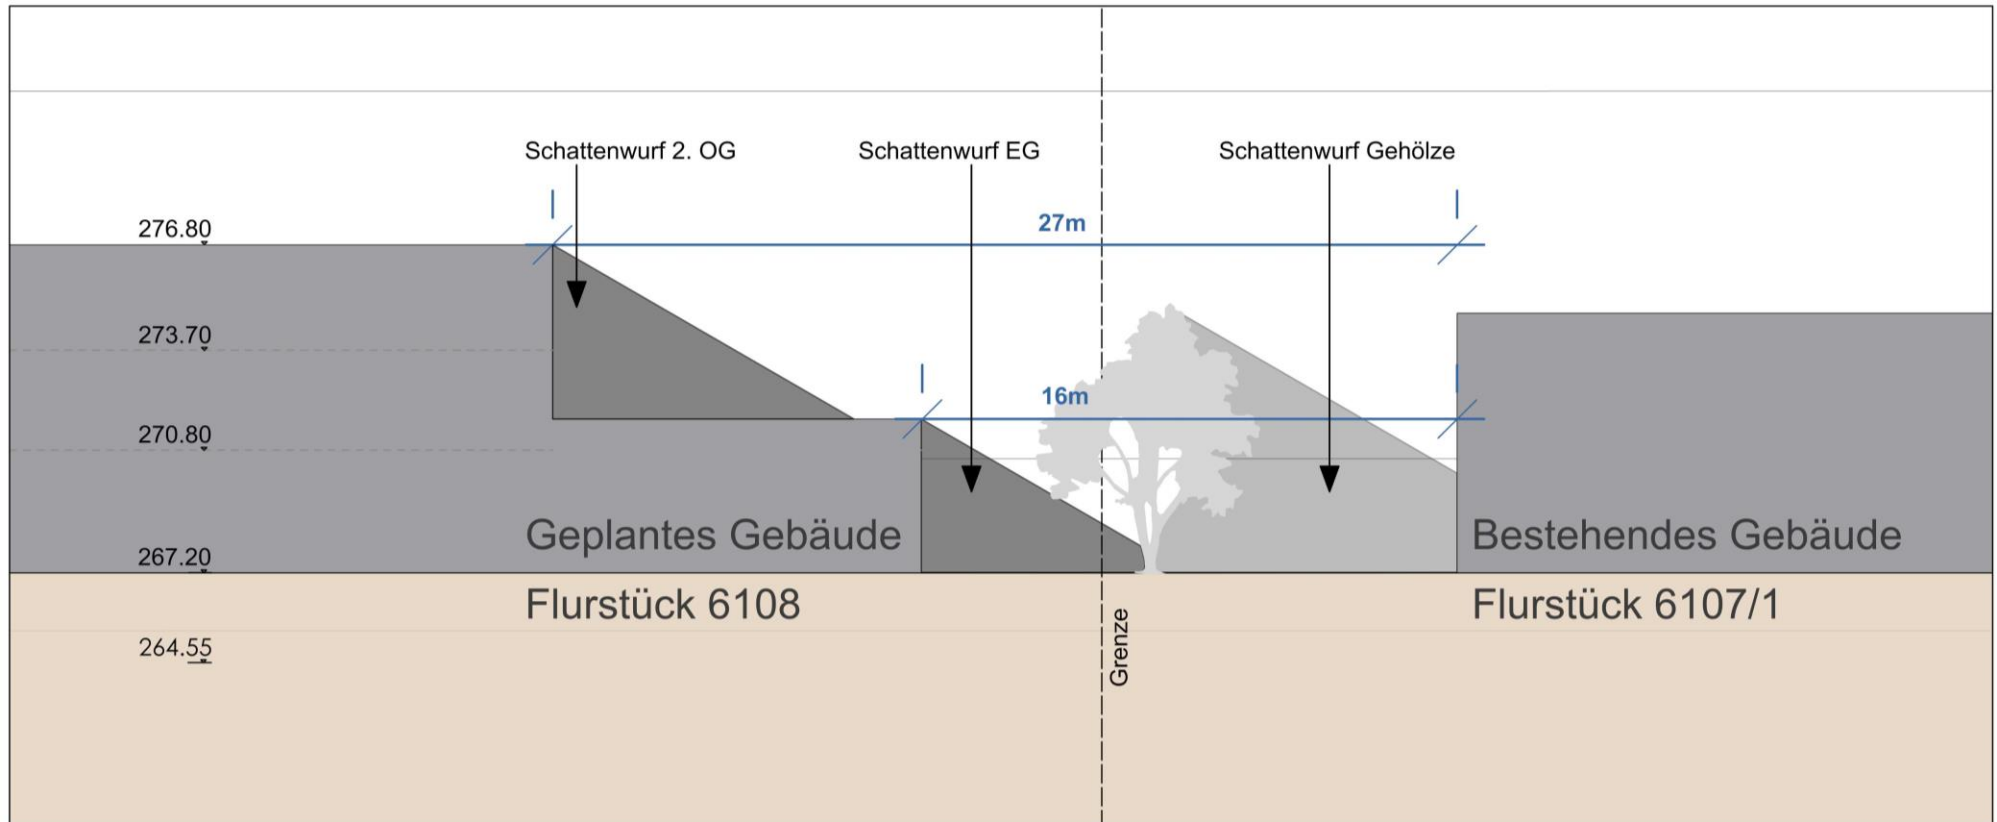 Schattenwurf 2. OG
Schattenwurf EG
Schattenwurf Gehölze
276.80
27m
273.70
16m
270.80
Geplantes Gebäude
Bestehendes Gebäude
267.20
Flurstück 6108
Flurstück 6107/1
264.55
Grenze